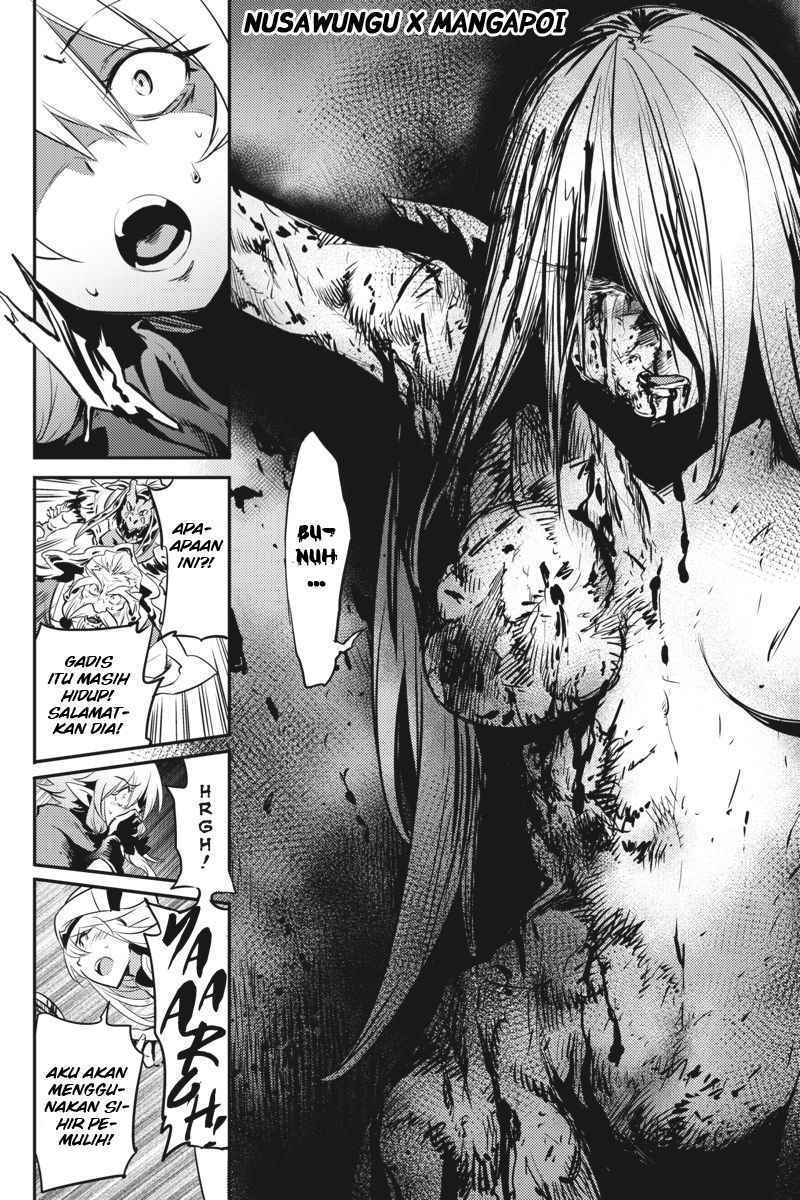 NUSAWUNGU X MANGAPOI
BU-
NUH
...
APA-
APAAN
INI?!
GADIS
ITU MASIH
HIDUP!
SALAMAT-
KAN DIA!
HRGH!
YAAAARGH!
AKU AKAN
MENGGU-
NAKAN SI-
HIR PE-
MULIH!